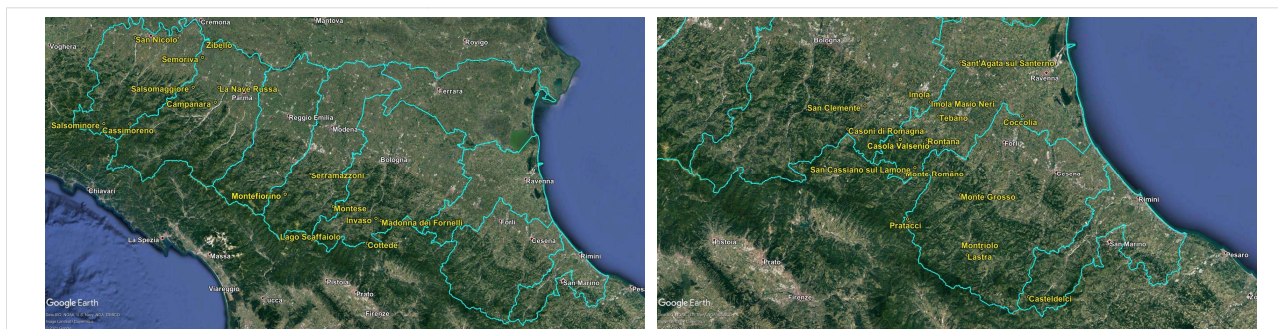 Cremona
Mantova
Voghera
San Nicolo
Zibello
Rovigo
Semoriva
Salsomaggiore
La Nave Rossa
Ferrara
Parma
Campanara
Reggio Emilia
Salsominore
Cassimoreno
Modena
Bologna
Serramazzoni
Ravenna
Chiavari
Montefiorino
Montese
Invaso
Madonna dei Fornelli
Forlì
Lago Scaffaiolo
Cottede
Cesena
La Spezia
Massa
Rimini
Pistoia
San Marino
Viareggio
Prato
Lucca
Firenze
Google Earth
Bologna
Sant'Agata sul Santerno
Ravenna
Imola
San Clemente
Imola Mario Neri
Tebano
Coccolia
Casoni di Romagna
Casola Valsenio
Rontana
Forlì
San Cassiano sul Lamone
Monte Romano
Cesena
Monte Grosso
Rimini
Pratacci
Pistoia
Montriolo
San Marino
Lastra
Prato
Pesaro
Firenze
Casteldelci
Google Earth